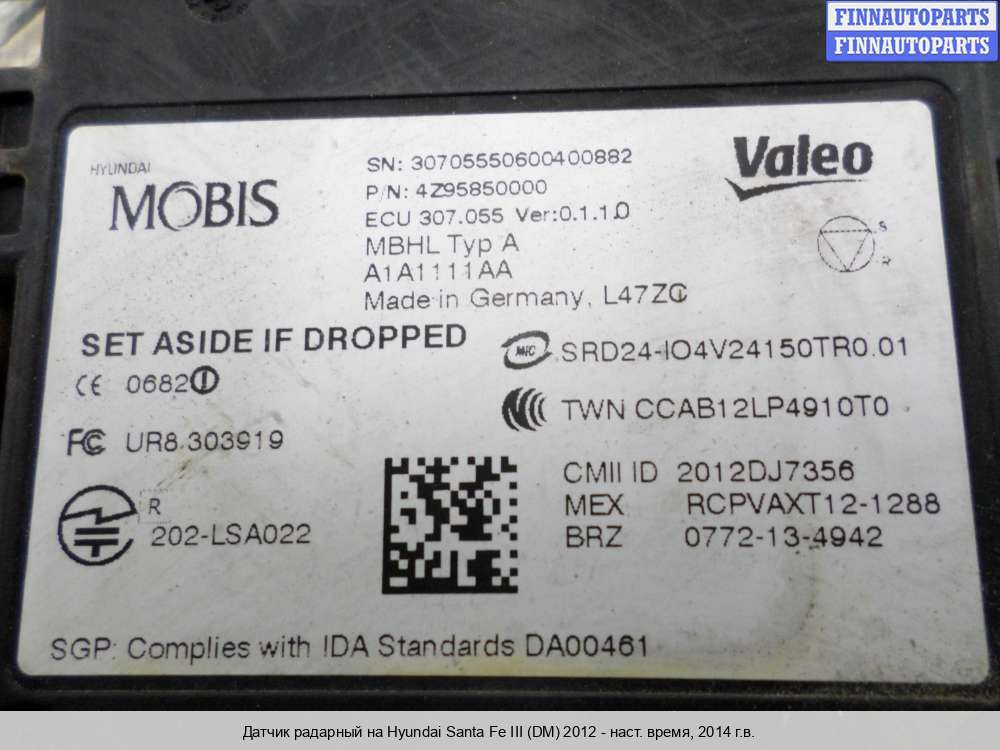 FINNAUTOPARTS
FINNAUTOPARTS
HYUNDAI
MOBIS
SN: 30705550600400882
P/N: 4Z95850000
ECU 307.055 Ver:0.1.10
MBHL Typ A
A1A1111AA
Made in Germany, L47Z
Valeo
SET ASIDE IF DROPPED
CE 0682
FC UR8 303919
R
202-LSA022
MIC SRD24-IO4V24150TR0.01
TWN CCAB12LP4910T0
CMII ID 2012DJ7356
MEX RCPVAXT12-1288
BRZ 0772-13-4942
SGP: Complies with IDA Standards DA00461
Датчик радарный на Hyundai Santa Fe III (DM) 2012 - наст. время, 2014 г.в.